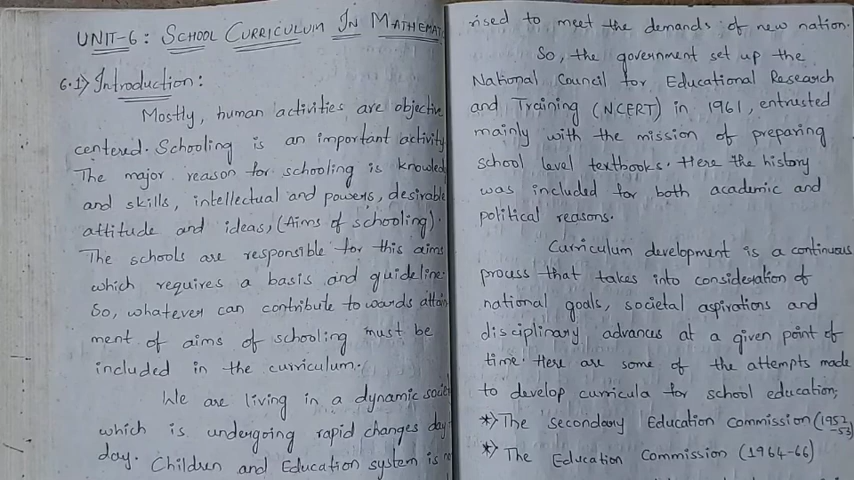 UNIT-6: SCHOOL CURRICULUM IN MATHEMAT
6.1) Introduction:
Mostly, human activities are objective
centered. Schooling is an important activity
The major reason for schooling is knowled
and skills, intellectual and powers, desirable
attitude and ideas, (Aims of schooling).
The schools are responsible for this aims
which requires a basis and guideline.
So, whatever can contribute towards attain
ment of aims of schooling must be
included in the curriculum.
We are living in a dynamic societ
which is undergoing rapid changes day
day. Children and Education system is
rised to meet the demands of new nation.
So, the government set up the
National Council for Educational Research
and Training (NCERT) in 1961, entrusted
mainly with the mission of preparing
school level textbooks. Here the history
was included for both academic and
political reasons.
Curriculum development is a continuous
process that takes into consideration of
national goals, societal aspirations and
disciplinary advances at a given point of
time. Here are some of the attempts made
to develop curricula for school education;
*) The secondary Education commission (1952
-53)
*) The Education Commission (1964-66)